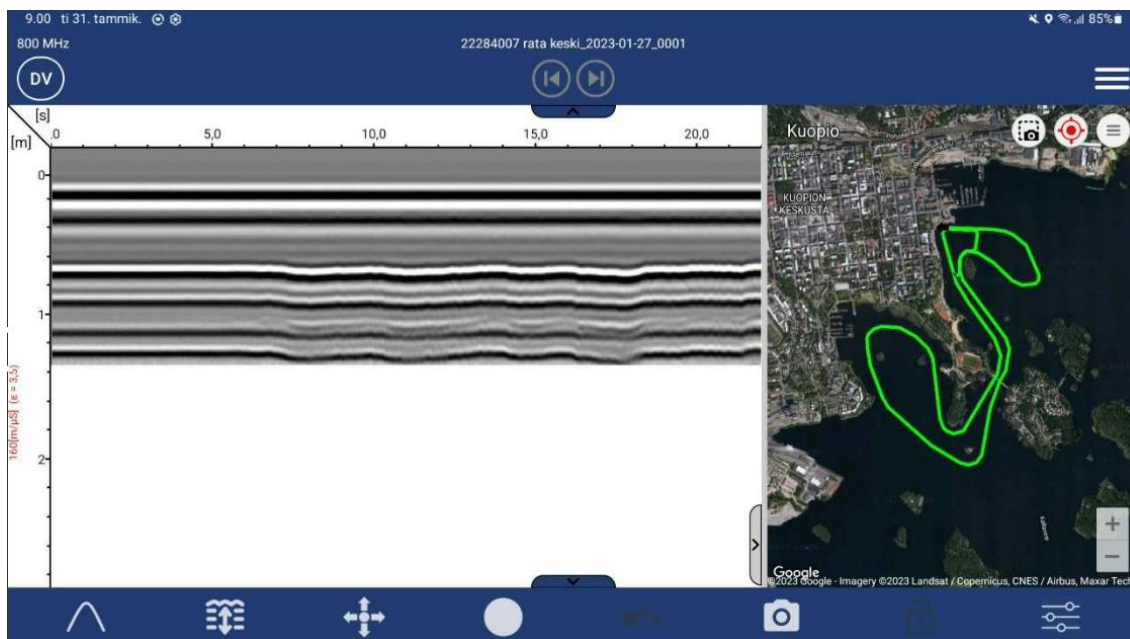 9.00 ti 31. tammik.
85%
800 MHz
22284007 rata keski_2023-01-27_0001
DV
[s]
[m]
,0
5,0
10,0
15,0
20,0
0
1
2
160[m/µS] (ε = 3,5)
Kuopio
KUOPION
KESKUSTA
+
−
Google
©2023 Google - Imagery ©2023 Landsat / Copernicus, CNES / Airbus, Maxar Tech